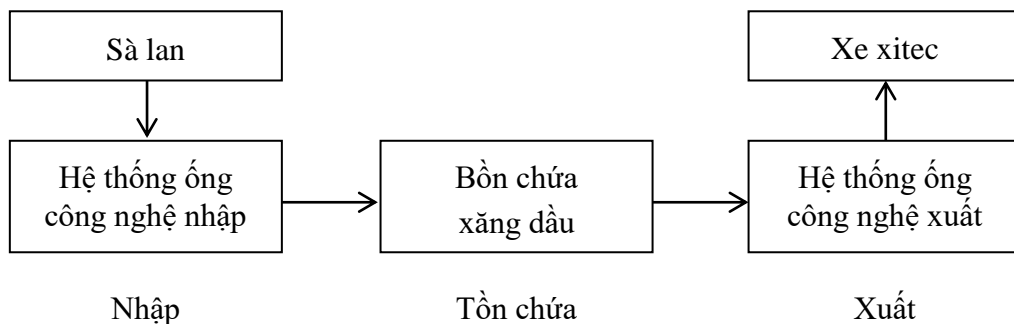 Sà lan
Xe xitec
Hệ thống ống
công nghệ nhập
Bồn chứa
xăng dầu
Hệ thống ống
công nghệ xuất
Nhập
Tồn chứa
Xuất